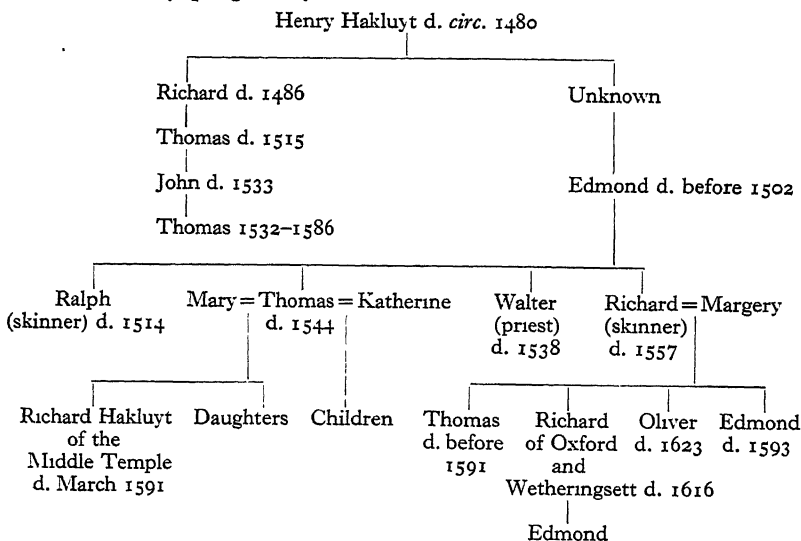 Henry Hakluyt d. circ. 1480
Richard d. 1486
Unknown
Thomas d. 1515
John d. 1533
Edmond d. before 1502
Thomas 1532–1586
Ralph
(skinner) d. 1514
Mary = Thomas = Katherine
d. 1544
Walter
(priest)
d. 1538
Richard = Margery
(skinner)
d. 1557
Richard Hakluyt
of the
Middle Temple
d. March 1591
Daughters
Children
Thomas
d. before
1591
Richard
of Oxford
and
Wetheringsett d. 1616
Oliver
d. 1623
Edmond
d. 1593
Edmond